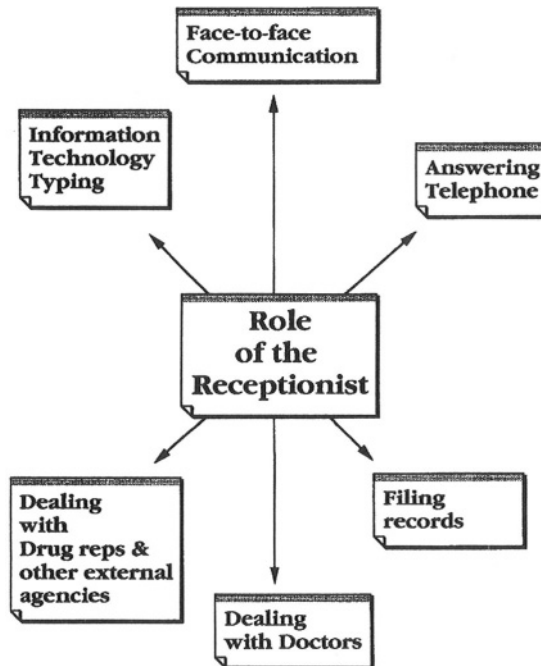 Face-to-face
Communication
Information
Technology
Typing
Answering
Telephone
Role
of the
Receptionist
Dealing
with
Drug reps &
other external
agencies
Filing
records
Dealing
with Doctors